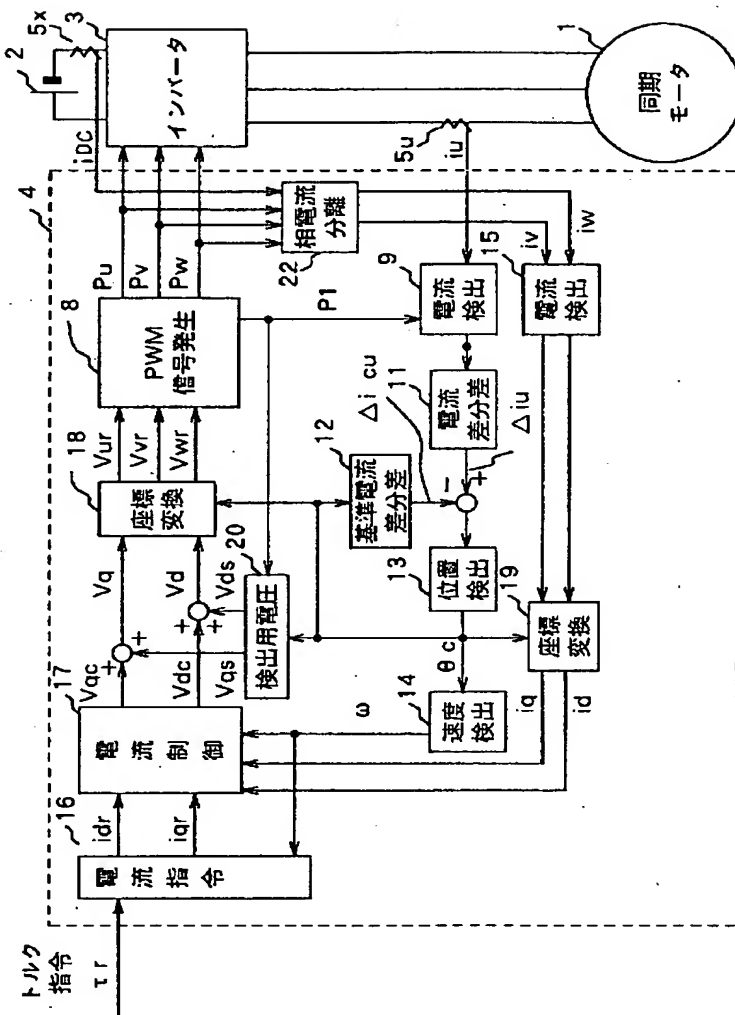 トルク
指令
τr
16
電流指令
idr
iqr
17
電流制御
Vqc
Vdc
+
+
+
+
Vq
Vd
Vqs
Vds
20
検出用電圧
18
座標
変換
Vur
Vvr
Vwr
8
PWM
信号発生
Pu
Pv
Pw
P1
4
iDC
2
5x
3
インバータ
22
相電流
分離
5u
iu
1
同期
モータ
iv
iw
9
電流
検出
15
電流
検出
11
電流
差分差
Δiu
12
基準電流
差分差
Δicu
-
+
13
位置
検出
θc
14
速度
検出
ω
19
座標
変換
iq
id